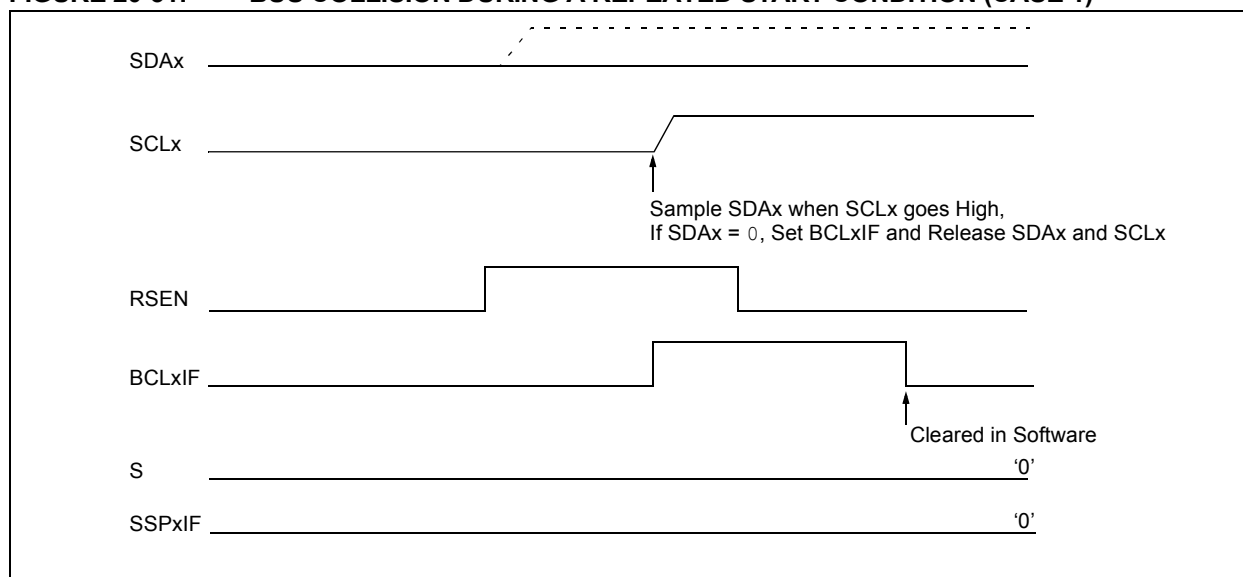 SDAx
SCLx
Sample SDAx when SCLx goes High,
If SDAx = 0, Set BCLxIF and Release SDAx and SCLx
RSEN
BCLxIF
Cleared in Software
S ‘0’
SSPxIF ‘0’